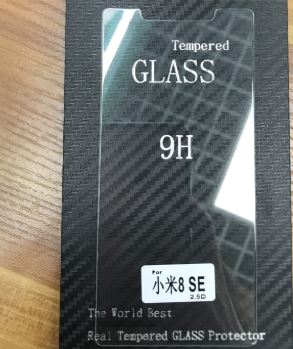 Tempered
GLASS
9H
For
小米8 SE
2.5D
The World Best
Real Tempered GLASS Protector